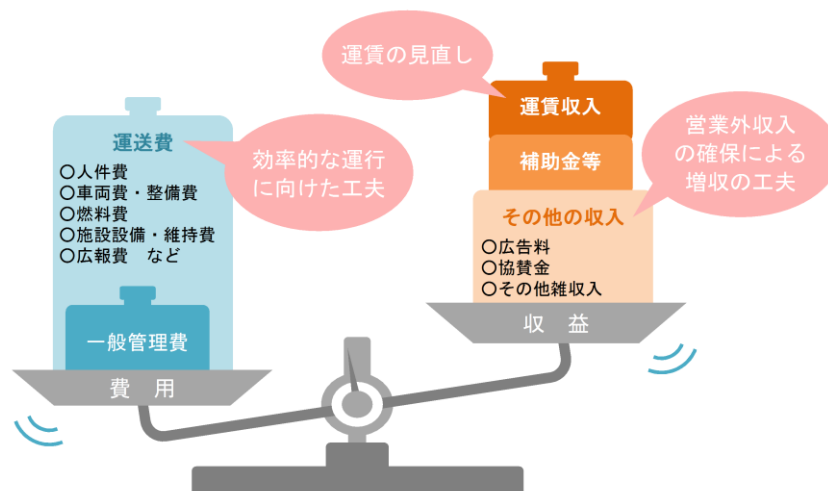 運送費
○人件費
○車両費・整備費
○燃料費
○施設設備・維持費
○広報費　など
一般管理費
費　用
効率的な運行
に向けた工夫
運賃の見直し
運賃収入
補助金等
その他の収入
○広告料
○協賛金
○その他雑収入
収　益
営業外収入
の確保による
増収の工夫